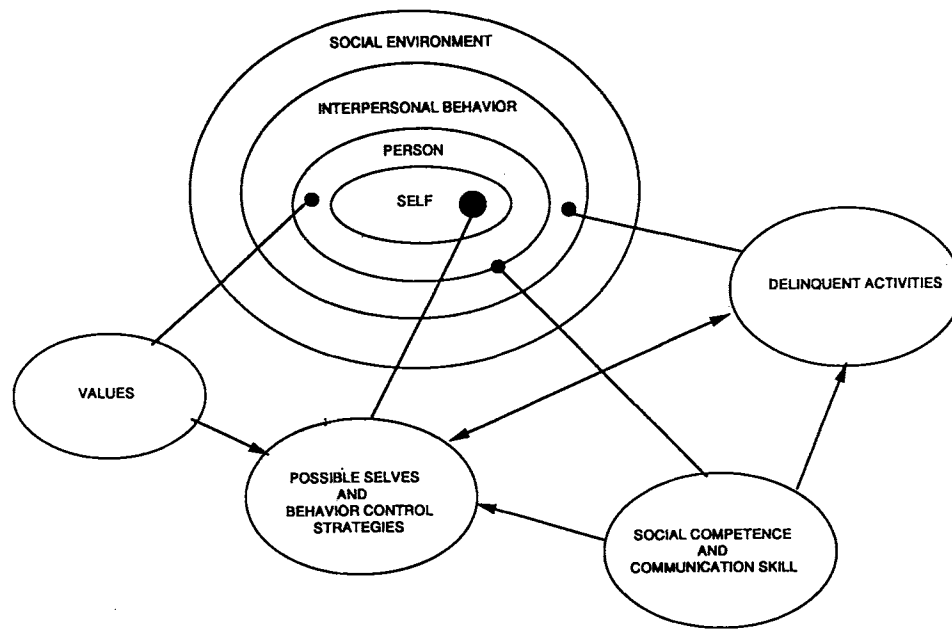 SOCIAL ENVIRONMENT
INTERPERSONAL BEHAVIOR
PERSON
SELF
DELINQUENT ACTIVITIES
VALUES
POSSIBLE SELVES
AND
BEHAVIOR CONTROL
STRATEGIES
SOCIAL COMPETENCE
AND
COMMUNICATION SKILL